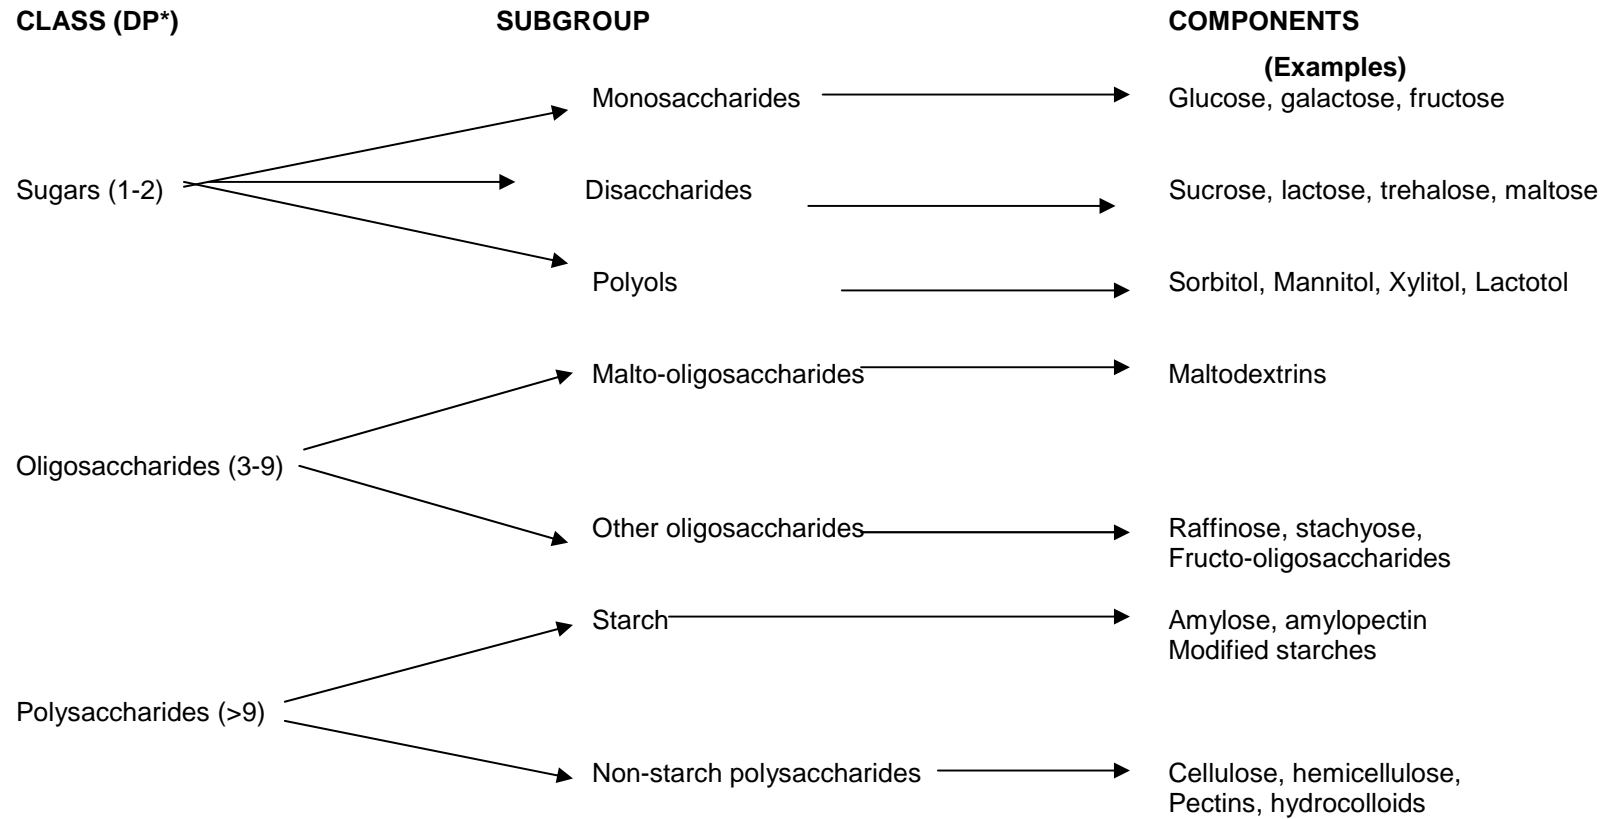 CLASS (DP*) SUBGROUP COMPONENTS
(Examples)
Monosaccharides Glucose, galactose, fructose
Sugars (1-2) Disaccharides Sucrose, lactose, trehalose, maltose
Polyols Sorbitol, Mannitol, Xylitol, Lactotol
Malto-oligosaccharides Maltodextrins
Oligosaccharides (3-9)
Other oligosaccharides Raffinose, stachyose,
Fructo-oligosaccharides
Starch Amylose, amylopectin
Modified starches
Polysaccharides (>9)
Non-starch polysaccharides Cellulose, hemicellulose,
Pectins, hydrocolloids